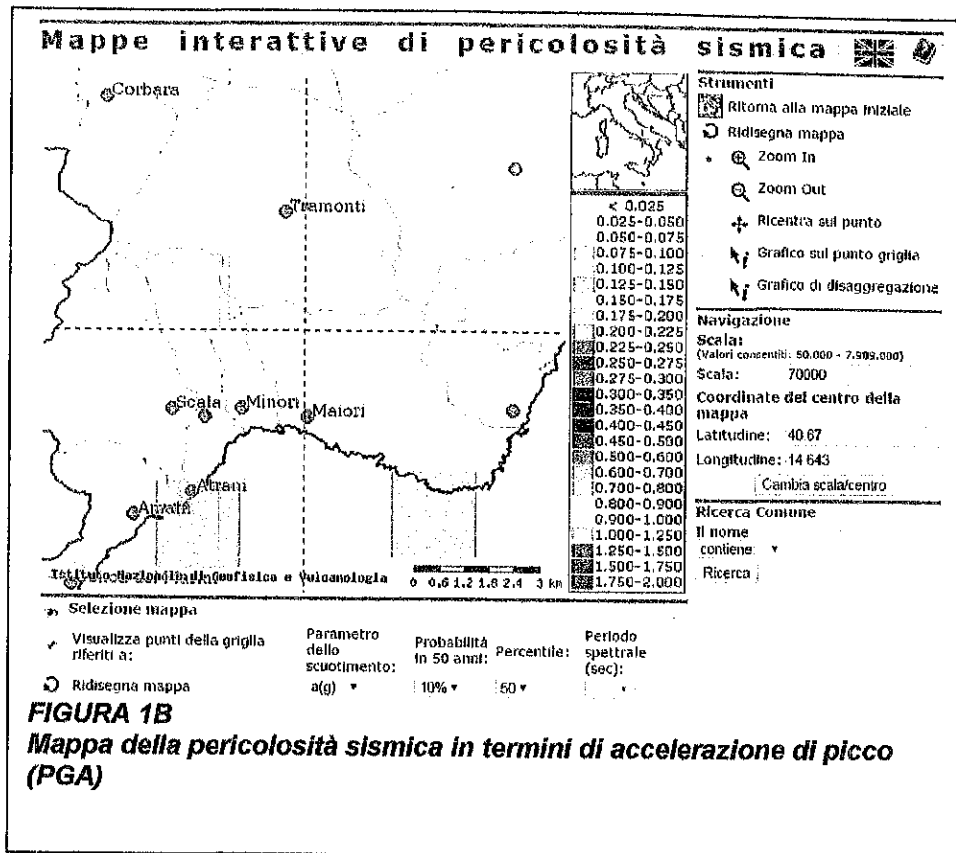 Mappe interattive di pericolosità sismica
Corbara
Tramonti
Scala
Minori
Maiori
Atrani
Amalfi
Istituto Nazionale di Geofisica e Vulcanologia
0 0,6 1.2 1.8 2.4 3 km
< 0.025
0.025-0.050
0.050-0.075
0.075-0.100
0.100-0.125
0.125-0.150
0.150-0.175
0.175-0.200
0.200-0.225
0.225-0.250
0.250-0.275
0.275-0.300
0.300-0.350
0.350-0.400
0.400-0.450
0.450-0.500
0.500-0.600
0.600-0.700
0.700-0.800
0.800-0.900
0.900-1.000
1.000-1.250
1.250-1.500
1.500-1.750
1.750-2.000
Strumenti
Ritorna alla mappa iniziale
Ridisegna mappa
Zoom In
Zoom Out
Ricentra sul punto
Grafico sul punto griglia
Grafico di disaggregazione
Navigazione
Scala:
(Valori consentiti: 50.000 - 7.909.000)
Scala: 70000
Coordinate del centro della
mappa
Latitudine: 40.67
Longitudine: 14 643
Cambia scala/centro
Ricerca Comune
Il nome
contiene:
Ricerca
Selezione mappa
Visualizza punti della griglia
riferiti a:
Ridisegna mappa
Parametro
dello
scuotimento:
a(g)
Probabilità
in 50 anni:
10%
Percentile:
50
Periodo
spettrale
(sec):
FIGURA 1B
Mappa della pericolosità sismica in termini di accelerazione di picco
(PGA)